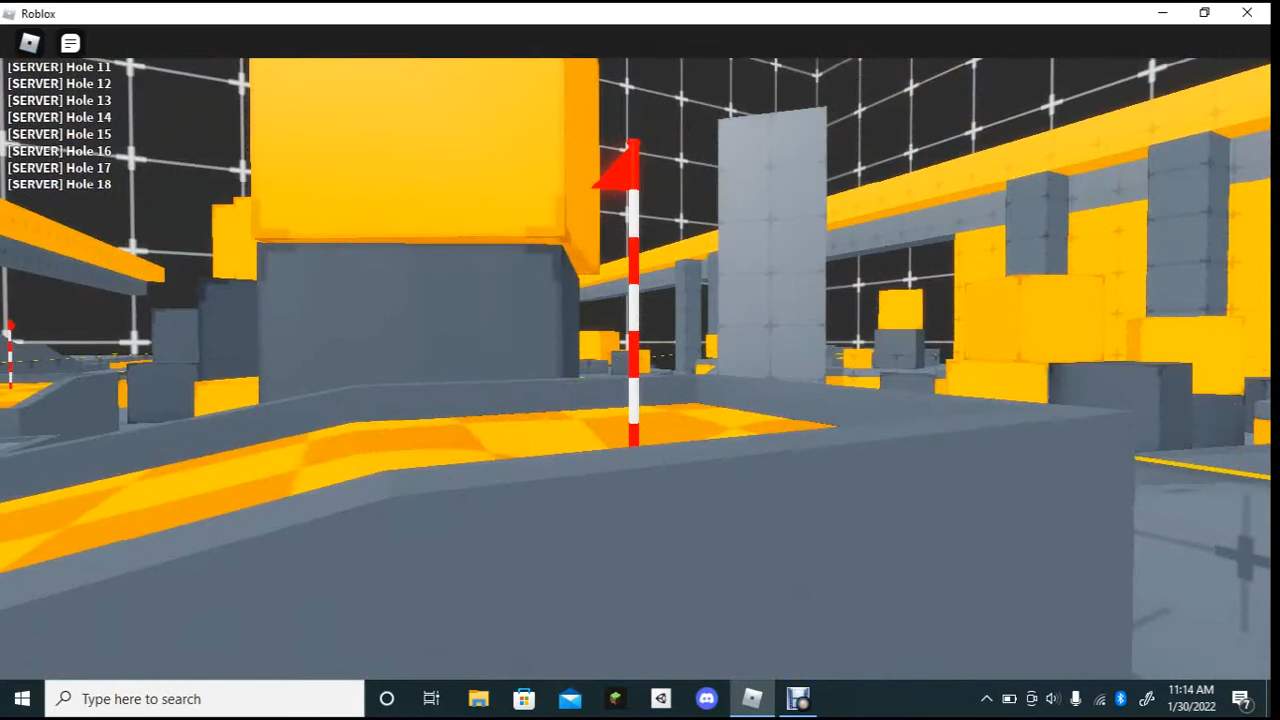 Roblox
[SERVER] Hole 11
[SERVER] Hole 12
[SERVER] Hole 13
[SERVER] Hole 14
[SERVER] Hole 15
[SERVER] Hole 16
[SERVER] Hole 17
[SERVER] Hole 18
Type here to search
11:14 AM
1/30/2022
7